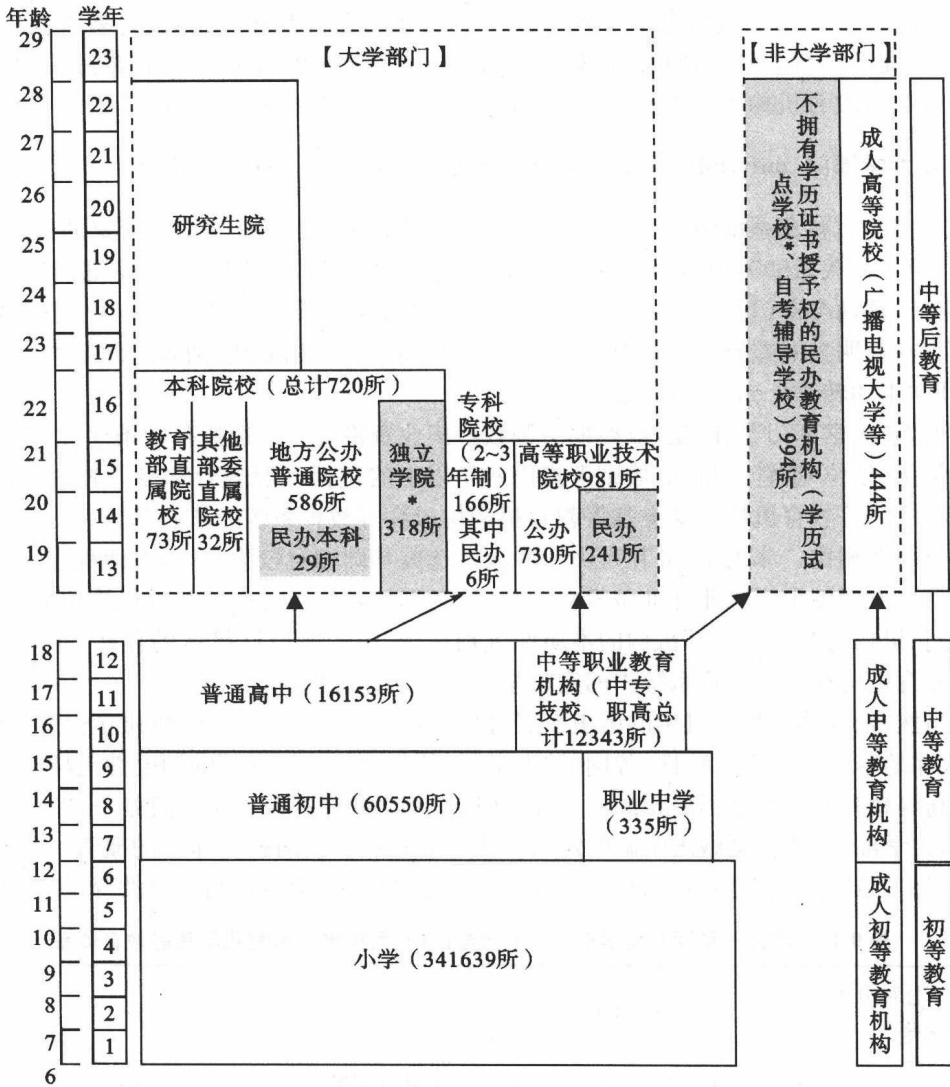 年龄 学年
29
28
27
26
25
24
23
22
21
20
19
18
17
16
15
14
13
12
11
10
9
8
7
6
23
22
21
20
19
18
17
16
15
14
13
12
11
10
9
8
7
6
5
4
3
2
1
【大学部门】
研究生院
本科院校（总计720所）
教育
部直
属院
校
73所
其他
部委
直属
院校
32所
地方公办
普通院校
586所
民办本科
29所
独立
学院
*
318所
专科
院校
（2~3
年制）
166所
其中
民办
6所
高等职业技术
院校981所
公办
730所
民办
241所
【非大学部门】
不拥有学历证书授予权的民办教育机构（学历试
点学校*、自考辅导学校）994所
成人高等院校（广播电视大学等）444所
中等后教育
普通高中（16153所）
中等职业教育
机构（中专、
技校、职高总
计12343所）
普通初中（60550所）
职业中学
（335所）
小学（341639所）
成人中等教育机构
中等教育
成人初等教育机构
初等教育